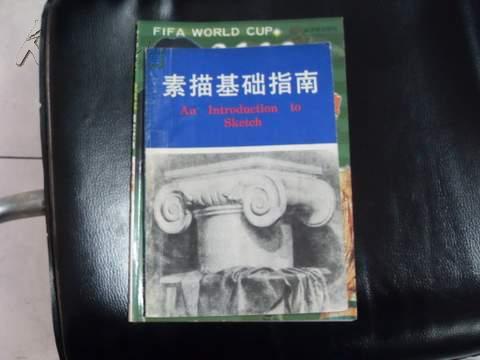 FIFA WORLD CUP
素描基础指南
An Introduction to
Sketch